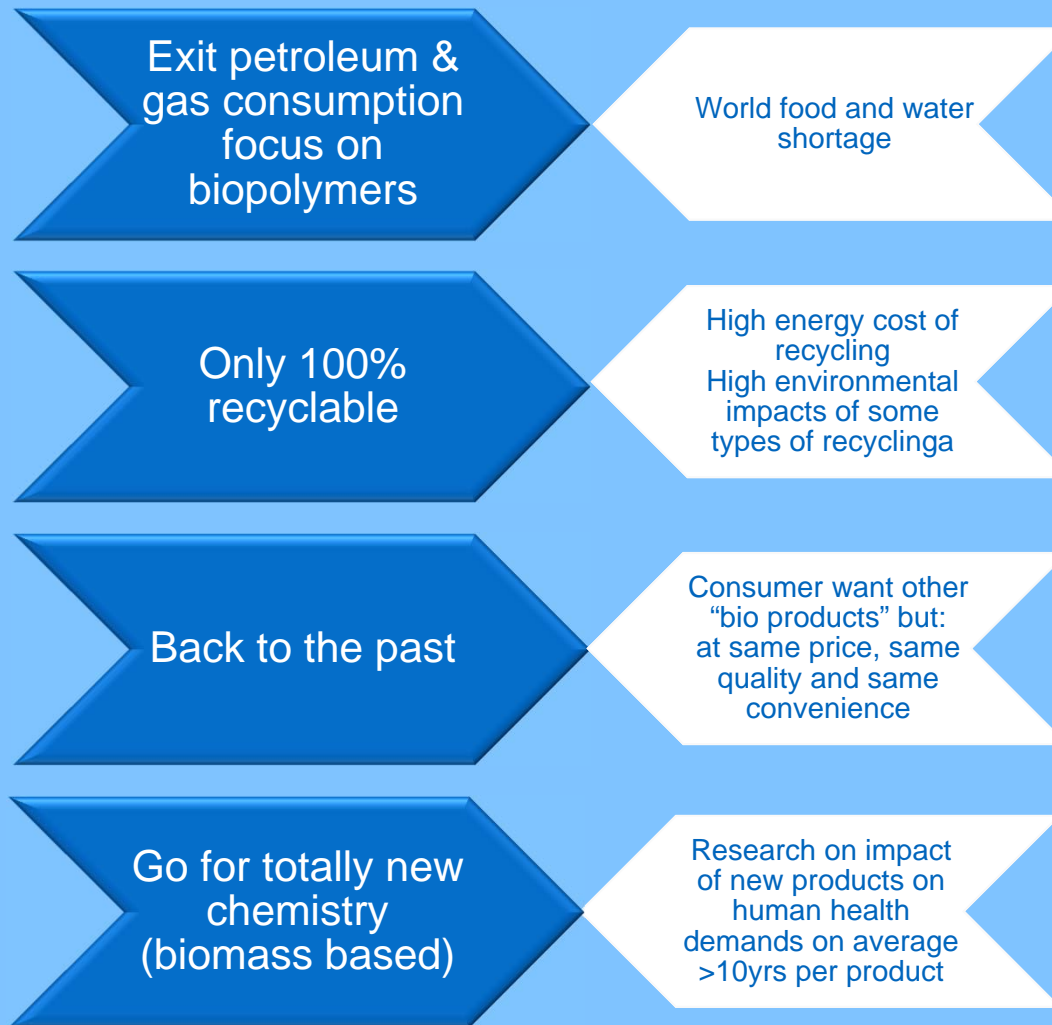 Exit petroleum &
gas consumption
focus on
biopolymers
World food and water
shortage
Only 100%
recyclable
High energy cost of
recycling
High environmental
impacts of some
types of recyclinga
Back to the past
Consumer want other
“bio products” but:
at same price, same
quality and same
convenience
Go for totally new
chemistry
(biomass based)
Research on impact
of new products on
human health
demands on average
>10yrs per product